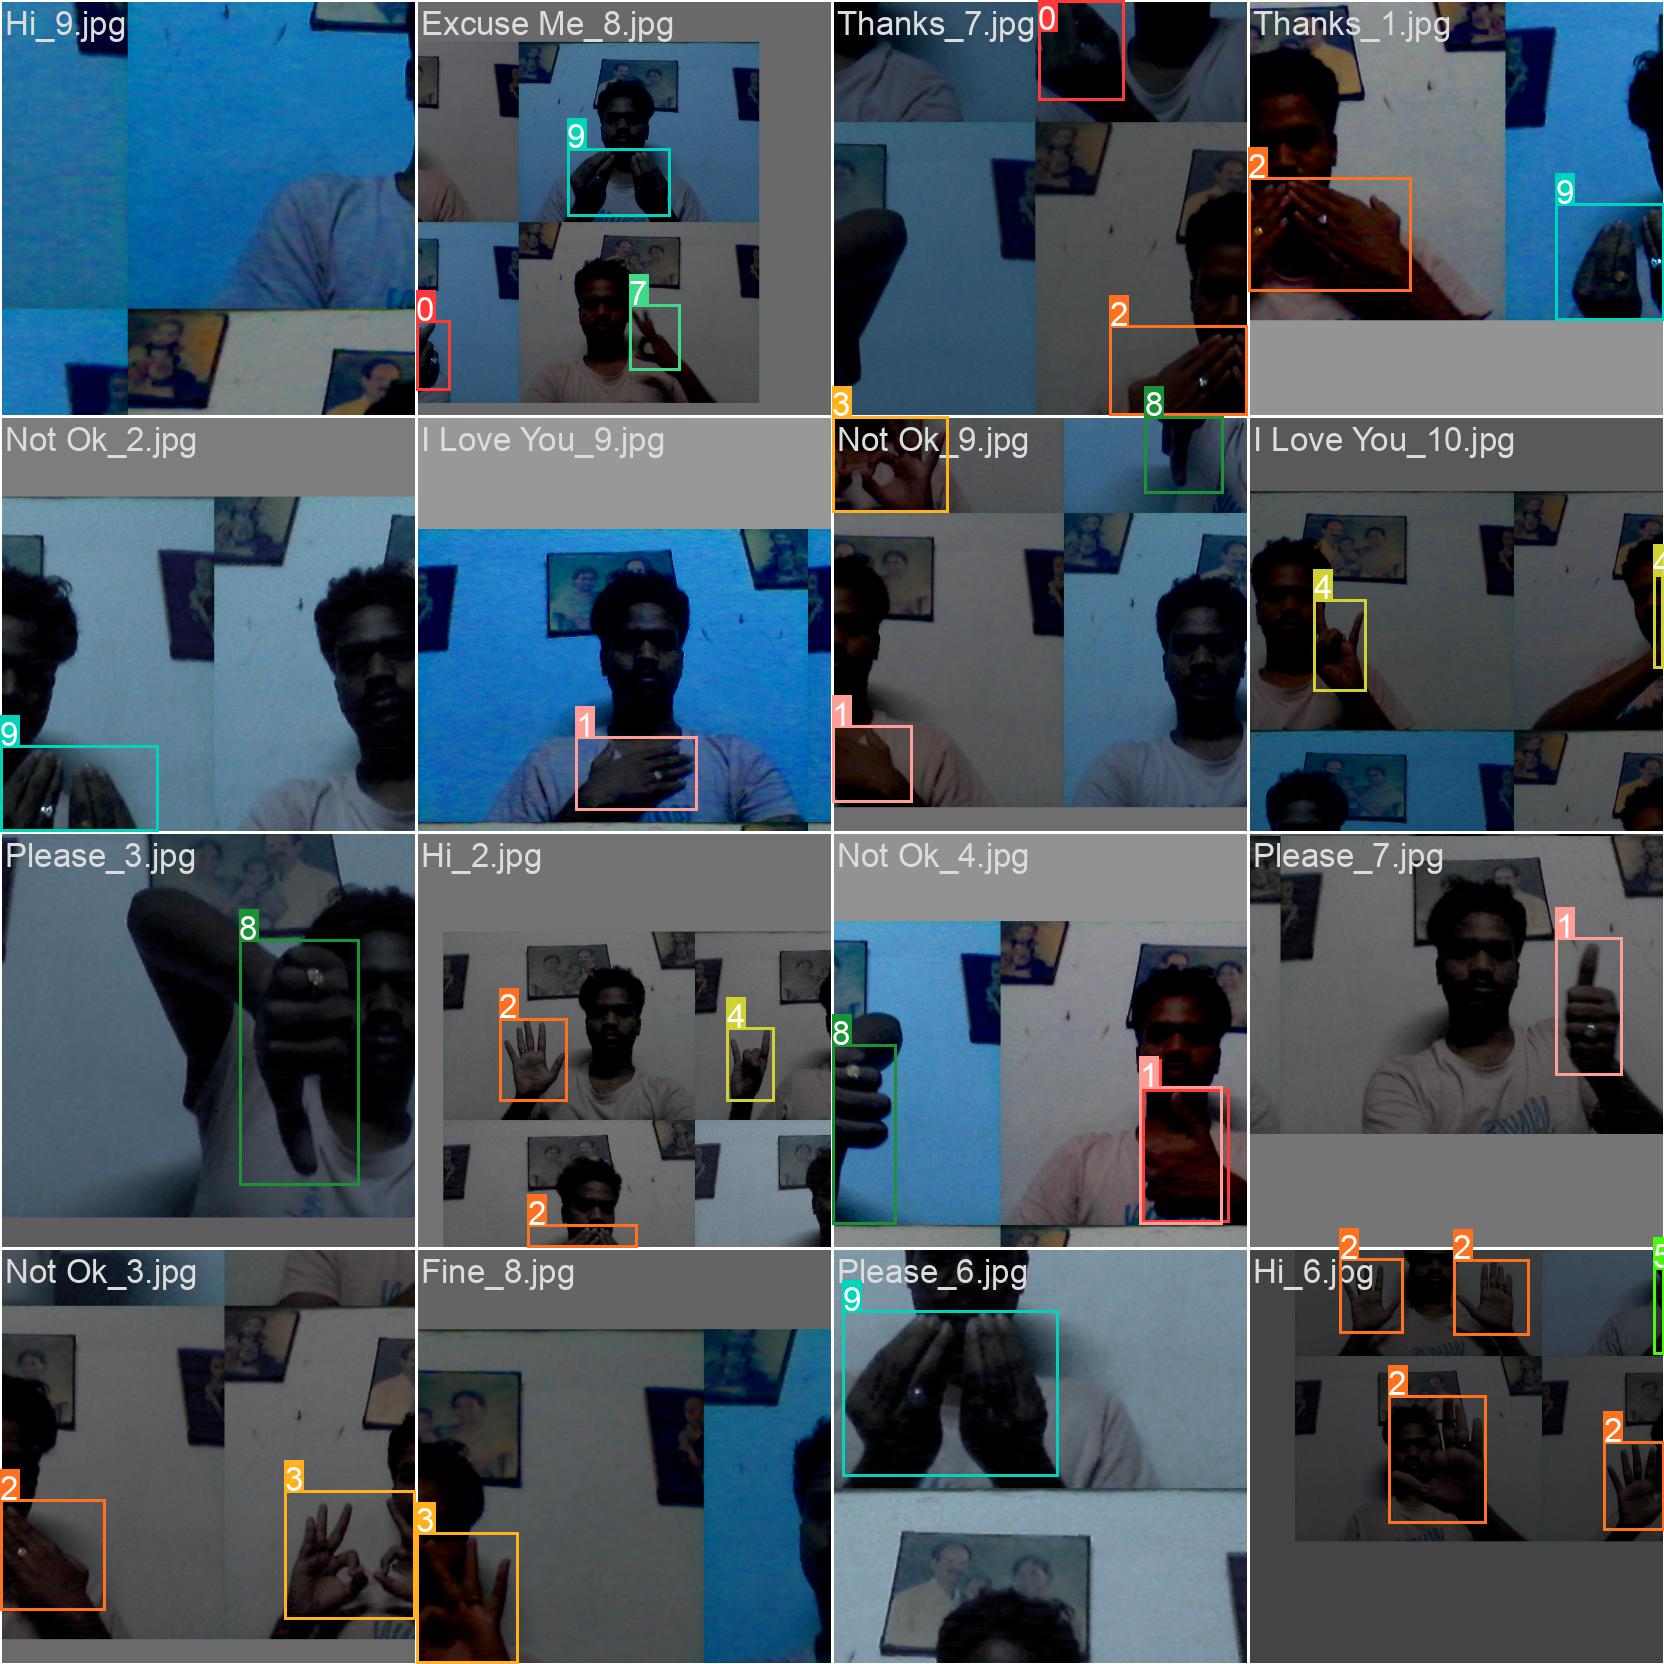 Hi_9.jpg
Excuse Me_8.jpg
9
0
7
Thanks_7.jpg
0
2
3
8
Thanks_1.jpg
2
9
Not Ok_2.jpg
9
I Love You_9.jpg
1
Not Ok_9.jpg
1
I Love You_10.jpg
4
4
Please_3.jpg
8
Hi_2.jpg
2
4
2
Not Ok_4.jpg
8
1
Please_7.jpg
1
Not Ok_3.jpg
2
3
Fine_8.jpg
3
Please_6.jpg
9
Hi_6.jpg
2
2
5
2
2